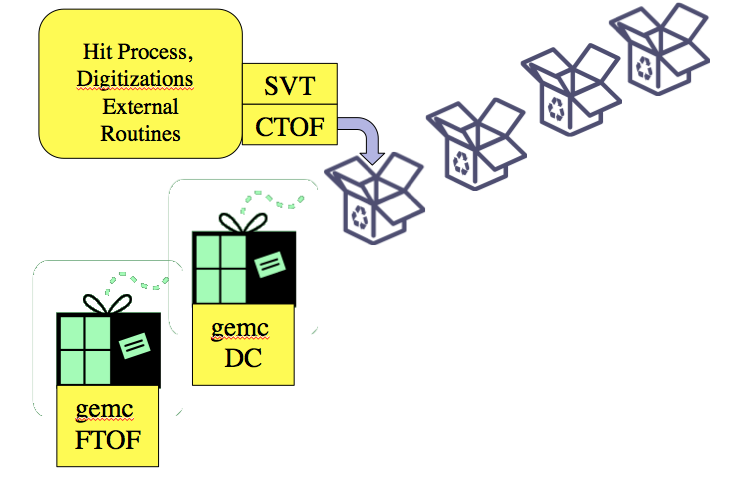 Hit Process,
Digitizations
External
Routines
SVT
CTOF
gemc
DC
gemc
FTOF